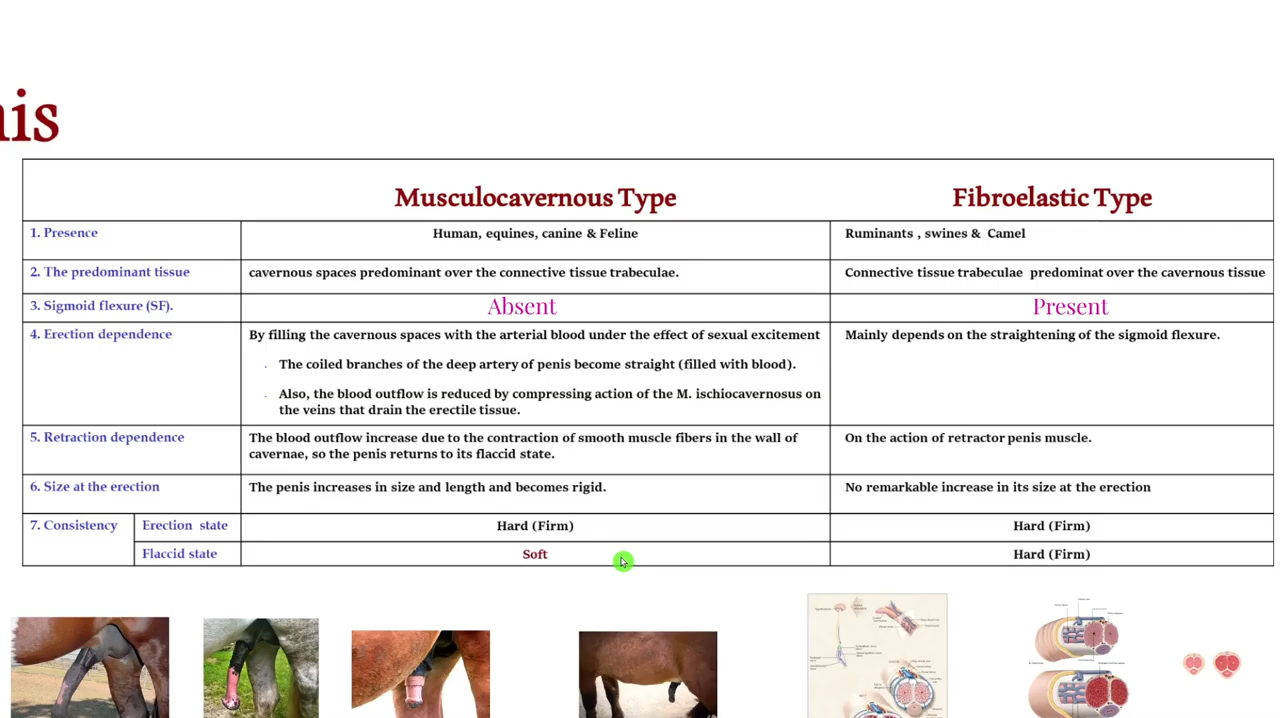 nis
Musculocavernous Type
Fibroelastic Type
1. Presence
Human, equines, canine & Feline
Ruminants , swines & Camel
2. The predominant tissue
cavernous spaces predominant over the connective tissue trabeculae.
Connective tissue trabeculae predominat over the cavernous tissue
3. Sigmoid flexure (SF).
Absent
Present
4. Erection dependence
By filling the cavernous spaces with the arterial blood under the effect of sexual excitement
The coiled branches of the deep artery of penis become straight (filled with blood).
Also, the blood outflow is reduced by compressing action of the M. ischiocavernosus on
the veins that drain the erectile tissue.
Mainly depends on the straightening of the sigmoid flexure.
5. Retraction dependence
The blood outflow increase due to the contraction of smooth muscle fibers in the wall of
cavernae, so the penis returns to its flaccid state.
On the action of retractor penis muscle.
6. Size at the erection
The penis increases in size and length and becomes rigid.
No remarkable increase in its size at the erection
7. Consistency
Erection state
Hard (Firm)
Hard (Firm)
Flaccid state
Soft
Hard (Firm)